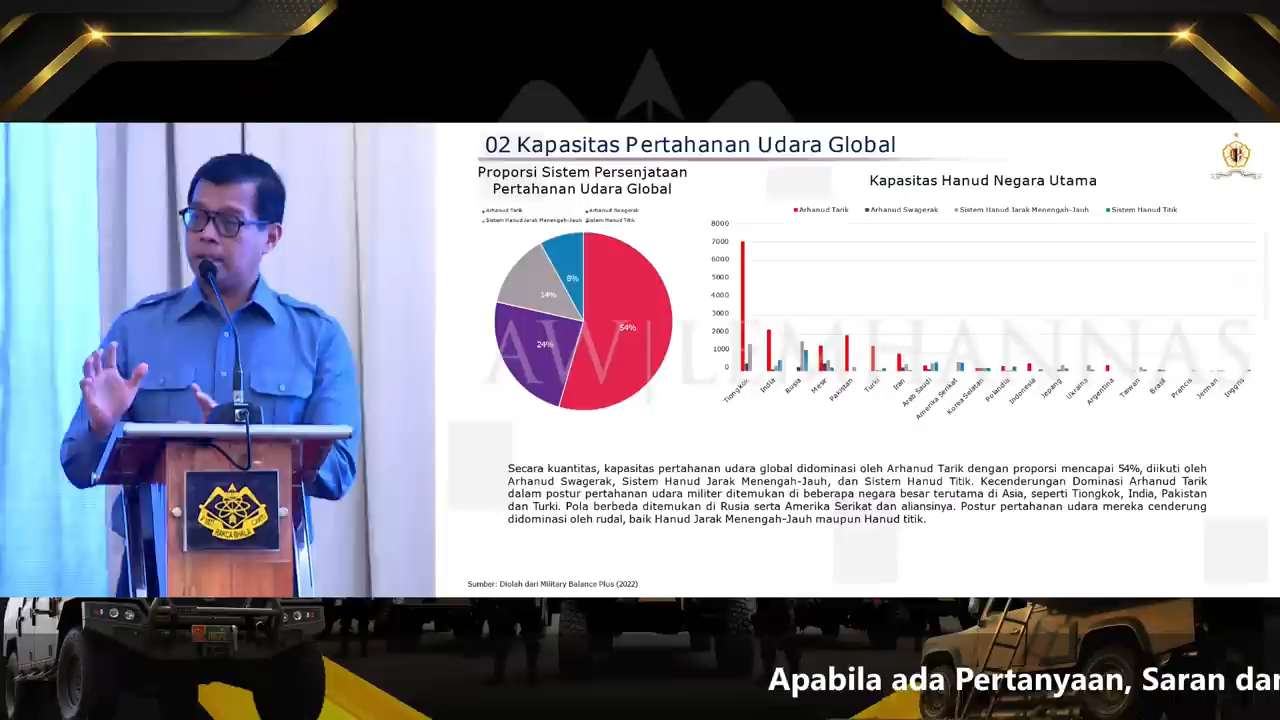 02 Kapasitas Pertahanan Udara Global
Proporsi Sistem Persenjataan
Pertahanan Udara Global
Arhanud Tarik
Arhanud Swagerak
Sistem Hanud Jarak Menengah-Jauh
Sistem Hanud Titik
8%
14%
54%
24%
Kapasitas Hanud Negara Utama
Arhanud Tarik
Arhanud Swagerak
Sistem Hanud Jarak Menengah-Jauh
Sistem Hanud Titik
8000
7000
6000
5000
4000
3000
2000
1000
0
Tiongkok
India
Rusia
Mesir
Pakistan
Turki
Iran
Arab Saudi
Amerika Serikat
Korea Selatan
Polandia
Indonesia
Jepang
Ukraina
Argentina
Taiwan
Brasil
Prancis
Jerman
Inggris
AW|LEMHANNAS
Secara kuantitas, kapasitas pertahanan udara global didominasi oleh Arhanud Tarik dengan proporsi mencapai 54%, diikuti oleh
Arhanud Swagerak, Sistem Hanud Jarak Menengah-Jauh, dan Sistem Hanud Titik. Kecenderungan Dominasi Arhanud Tarik
dalam postur pertahanan udara militer ditemukan di beberapa negara besar terutama di Asia, seperti Tiongkok, India, Pakistan
dan Turki. Pola berbeda ditemukan di Rusia serta Amerika Serikat dan aliansinya. Postur pertahanan udara mereka cenderung
didominasi oleh rudal, baik Hanud Jarak Menengah-Jauh maupun Hanud titik.
Sumber: Diolah dari Military Balance Plus (2022)
RAKCA BHALA
Apabila ada Pertanyaan, Saran dan